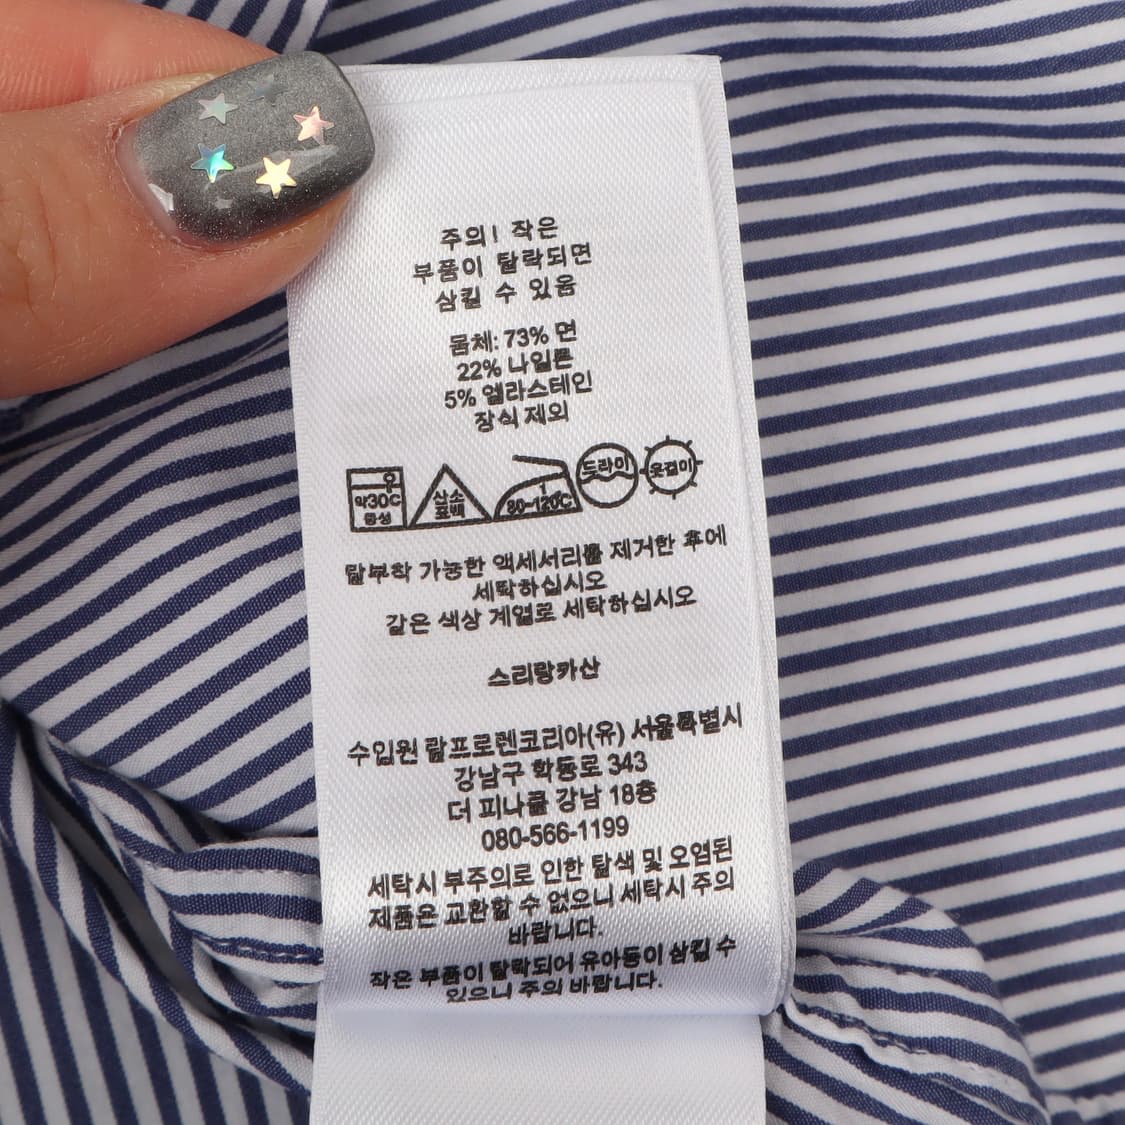 주의! 작은
부품이 탈락되면
삼킬 수 있음
몸체: 73% 면
22% 나일론
5% 엘라스테인
장식 제외
약30℃
중성
산소
표백
80~120℃
드라이
옷걸이
탈부착 가능한 액세서리를 제거한 후에
세탁하십시오
같은 색상 계열로 세탁하십시오
스리랑카산
수입원 랄프로렌코리아(유) 서울특별시
강남구 학동로 343
더 피나클 강남 18층
080-566-1199
세탁시 부주의로 인한 탈색 및 오염된
제품은 교환할 수 없으니 세탁시 주의
바랍니다.
작은 부품이 탈락되어 유아등이 삼킬 수
있으니 주의 바랍니다.